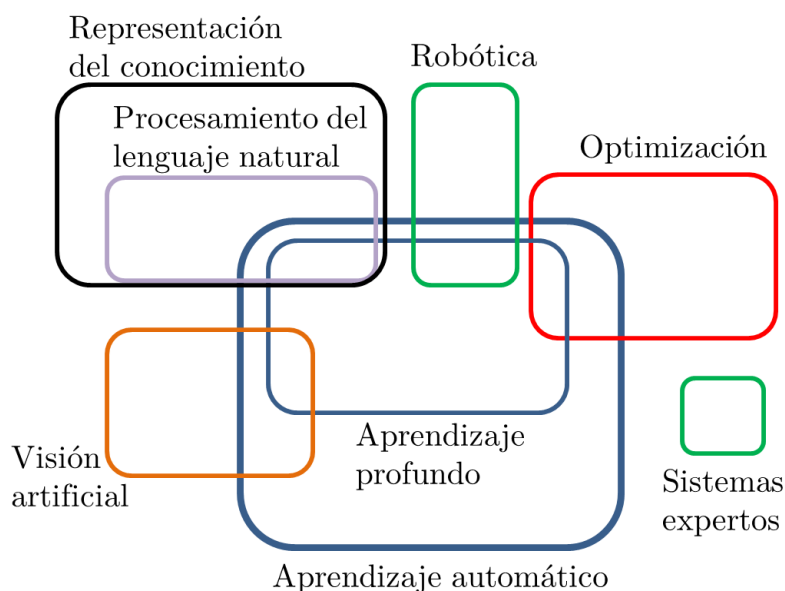 Representación
del conocimiento
Robótica
Procesamiento del
lenguaje natural
Optimización
Aprendizaje
profundo
Visión
artificial
Sistemas
expertos
Aprendizaje automático